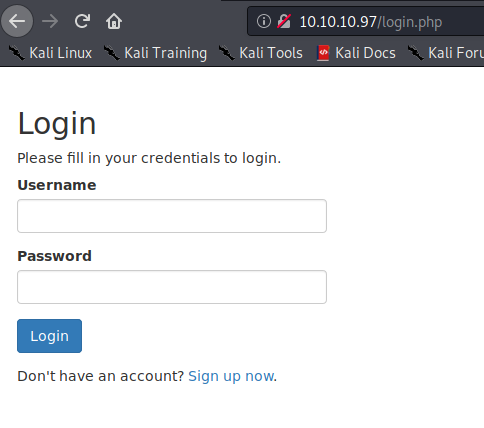 10.10.10.97/login.php
Kali Linux Kali Training Kali Tools Kali Docs Kali Foru
Login
Please fill in your credentials to login.
Username
Password
Login
Don't have an account? Sign up now.